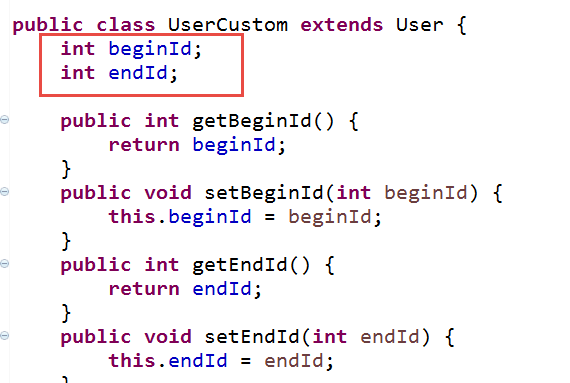 public class UserCustom extends User {
int beginId;
int endId;
public int getBeginId() {
return beginId;
}
public void setBeginId(int beginId) {
this.beginId = beginId;
}
public int getEndId() {
return endId;
}
public void setEndId(int endId) {
this.endId = endId;
}